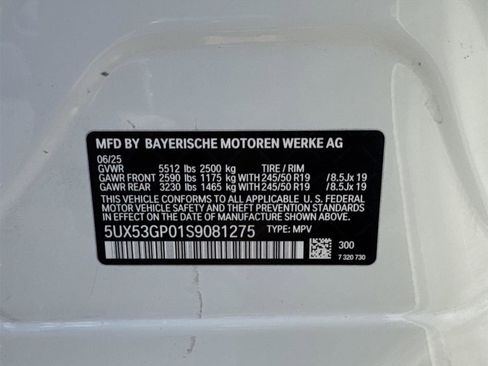 MFD BY BAYERISCHE MOTOREN WERKE AG
06/25
GVWR 5512 lbs 2500 kg TIRE / RIM
GAWR FRONT 2590 lbs 1175 kg WITH 245/50 R19 /8.5Jx 19
GAWR REAR 3230 lbs 1465 kg WITH 245/50 R19 /8.5Jx 19
THIS VEHICLE CONFORMS TO ALL APPLICABLE U.S. FEDERAL
MOTOR VEHICLE SAFETY, BUMPER, AND THEFT PREVENTION
STANDARDS IN EFFECT ON THE DATE OF MANUFACTURE
SHOWN ABOVE.
5UX53GP01S9081275 TYPE: MPV
300
7 320 730